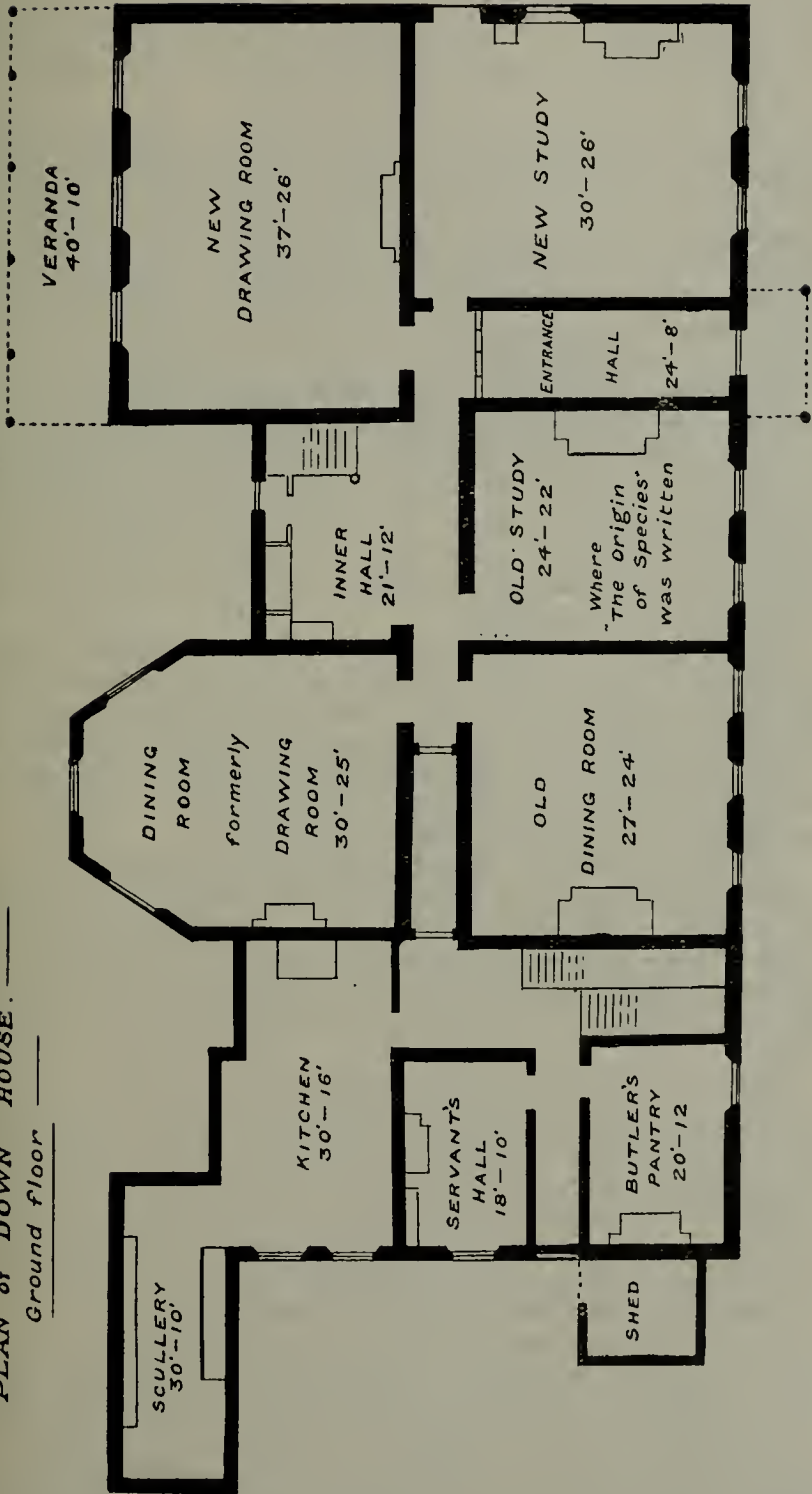 PLAN of DOWN HOUSE.
Ground floor
VERANDA
40'-10'
NEW
DRAWING ROOM
37'-26'
NEW STUDY
30'-26'
ENTRANCE
HALL
24'-8'
INNER
HALL
21'-12'
OLD STUDY
24'-22'
Where
"The Origin
of Species"
was written
DINING
ROOM
formerly
DRAWING
ROOM
30'-25'
OLD
DINING ROOM
27'-24'
KITCHEN
30'-16'
SERVANT'S
HALL
18'-10'
BUTLER'S
PANTRY
20'-12
SCULLERY
30'-10'
SHED